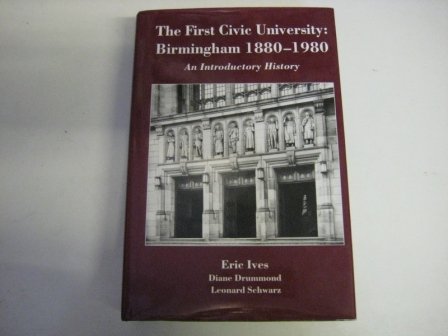 The First Civic University:
Birmingham 1880–1980
An Introductory History
Eric Ives
Diane Drummond
Leonard Schwarz